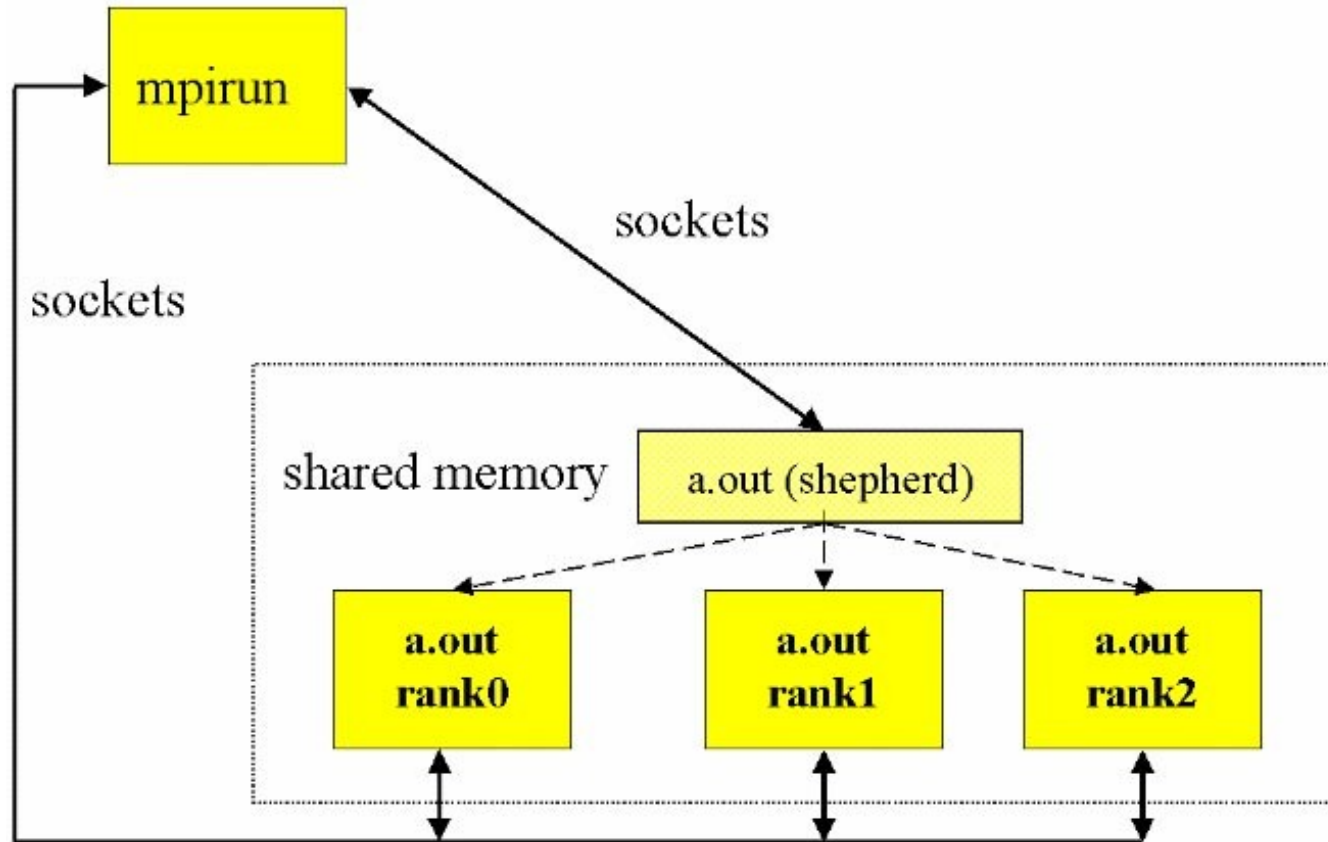 mpirun
sockets
sockets
shared memory
a.out (shepherd)
a.out
rank0
a.out
rank1
a.out
rank2